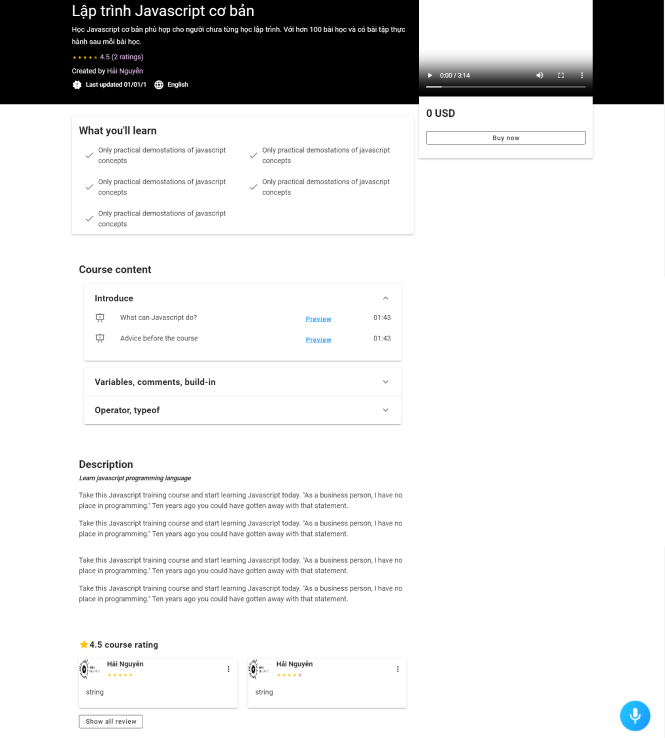 Lập trình Javascript cơ bản
Học Javascript cơ bản phù hợp cho người chưa từng học lập trình. Với hơn 100 bài học và có bài tập thực
hành sau mỗi bài học.
4.5 (2 ratings)
Created by Hải Nguyễn
Last updated 01/01/1 English
0:00 / 3:14
0 USD
Buy now
What you'll learn
Only practical demostations of javascript
concepts
Only practical demostations of javascript
concepts
Only practical demostations of javascript
concepts
Only practical demostations of javascript
concepts
Only practical demostations of javascript
concepts
Course content
Introduce
What can Javascript do? Preview 01:43
Advice before the course Preview 01:43
Variables, comments, build-in
Operator, typeof
Description
Learn javascript programming language
Take this Javascript training course and start learning Javascript today. "As a business person, I have no
place in programming." Ten years ago you could have gotten away with that statement.
Take this Javascript training course and start learning Javascript today. "As a business person, I have no
place in programming." Ten years ago you could have gotten away with that statement.
Take this Javascript training course and start learning Javascript today. "As a business person, I have no
place in programming." Ten years ago you could have gotten away with that statement.
Take this Javascript training course and start learning Javascript today. "As a business person, I have no
place in programming." Ten years ago you could have gotten away with that statement.
4.5 course rating
Hải Nguyễn
string
Hải Nguyễn
string
Show all review